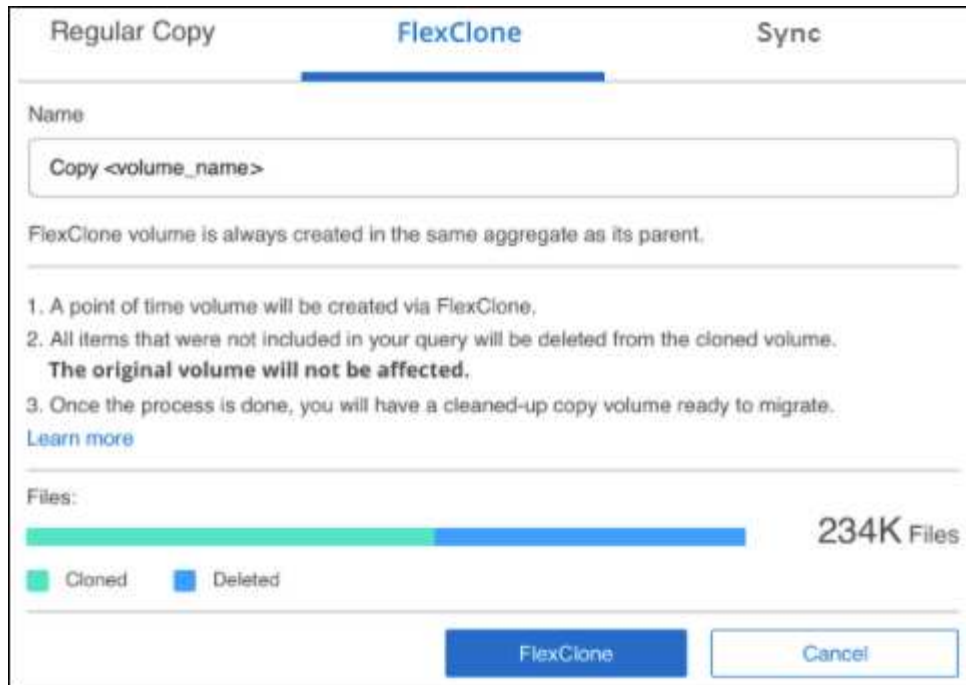 Regular Copy FlexClone Sync
Name
Copy <volume_name>
FlexClone volume is always created in the same aggregate as its parent.
1. A point of time volume will be created via FlexClone.
2. All items that were not included in your query will be deleted from the cloned volume.
The original volume will not be affected.
3. Once the process is done, you will have a cleaned-up copy volume ready to migrate.
Learn more
Files:
234K Files
Cloned Deleted
FlexClone Cancel